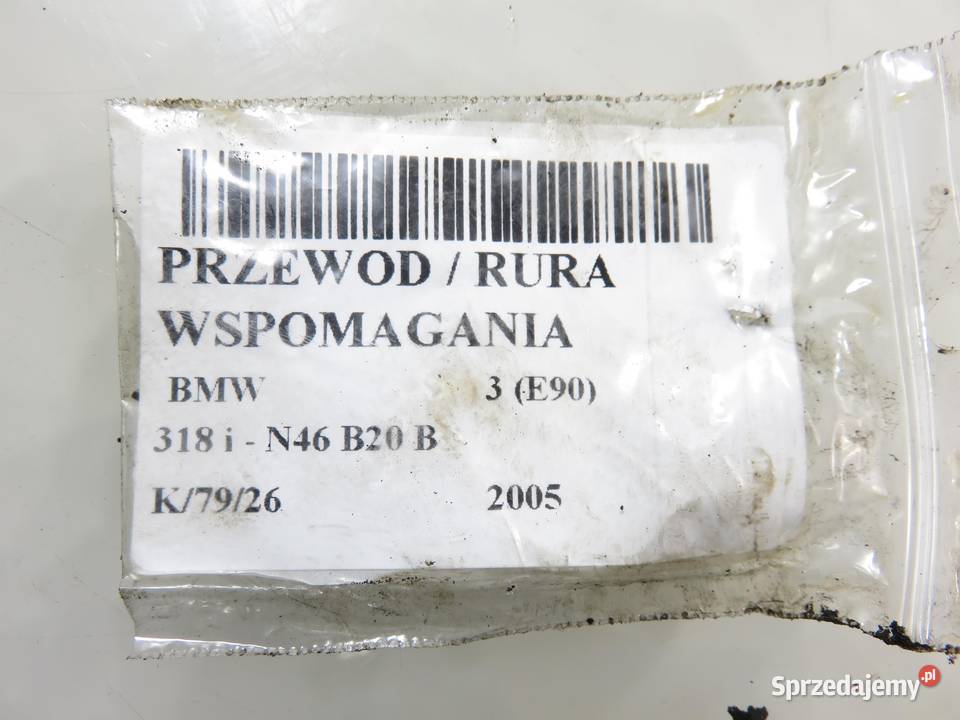 PRZEWOD / RURA
WSPOMAGANIA
BMW 3 (E90)
318 i - N46 B20 B
K/79/26 2005
Sprzedajemy.pl